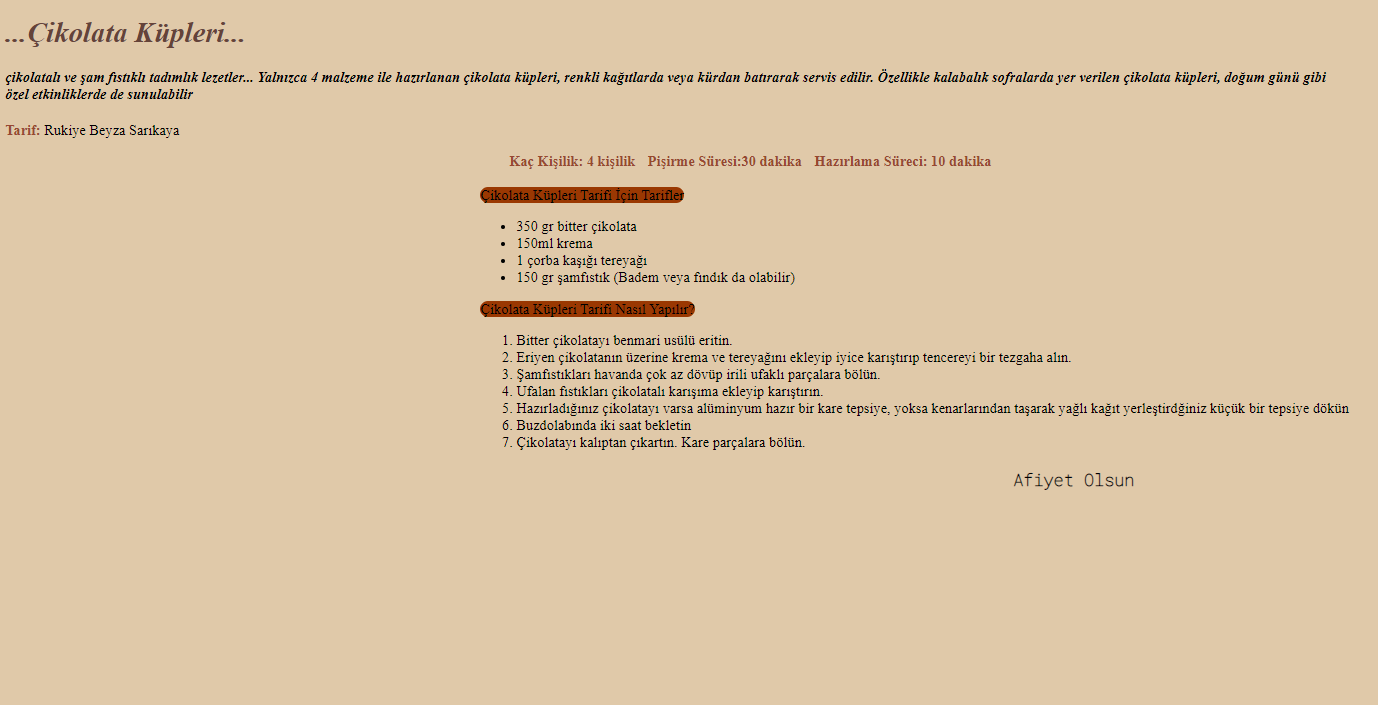 ...Çikolata Küpleri...
çikolatalı ve şam fıstıklı tadımlık lezetler... Yalnızca 4 malzeme ile hazırlanan çikolata küpleri, renkli kağıtlarda veya kürdan batırarak servis edilir. Özellikle kalabalık sofralarda yer verilen çikolata küpleri, doğum günü gibi
özel etkinliklerde de sunulabilir
Tarif: Rukiye Beyza Sarıkaya
Kaç Kişilik: 4 kişilik Pişirme Süresi:30 dakika Hazırlama Süreci: 10 dakika
Çikolata Küpleri Tarifi İçin Tarifler
• 350 gr bitter çikolata
• 150ml krema
• 1 çorba kaşığı tereyağı
• 150 gr şamfıstık (Badem veya fındık da olabilir)
Çikolata Küpleri Tarifi Nasıl Yapılır?
1. Bitter çikolatayı benmari usülü eritin.
2. Eriyen çikolatanın üzerine krema ve tereyağını ekleyip iyice karıştırıp tencereyi bir tezgaha alın.
3. Şamfıstıkları havanda çok az dövüp irili ufaklı parçalara bölün.
4. Ufalan fıstıkları çikolatalı karışıma ekleyip karıştırın.
5. Hazırladığınız çikolatayı varsa alüminyum hazır bir kare tepsiye, yoksa kenarlarından taşarak yağlı kağıt yerleştirdğiniz küçük bir tepsiye dökün
6. Buzdolabında iki saat bekletin
7. Çikolatayı kalıptan çıkartın. Kare parçalara bölün.
Afiyet Olsun